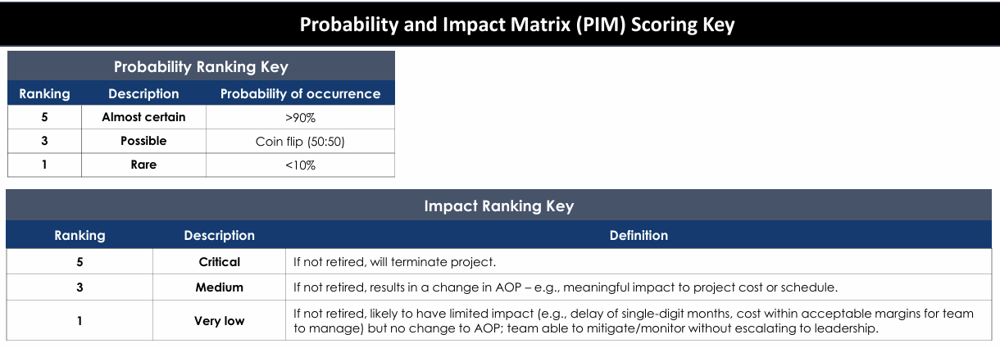 Probability and Impact Matrix (PIM) Scoring Key
Probability Ranking Key
Ranking Description Probability of occurrence
5 Almost certain >90%
3 Possible Coin flip (50:50)
1 Rare <10%
Impact Ranking Key
Ranking Description Definition
5 Critical If not retired, will terminate project.
3 Medium If not retired, results in a change in AOP – e.g., meaningful impact to project cost or schedule.
1 Very low If not retired, likely to have limited impact (e.g., delay of single-digit months, cost within acceptable margins for team
to manage) but no change to AOP; team able to mitigate/monitor without escalating to leadership.